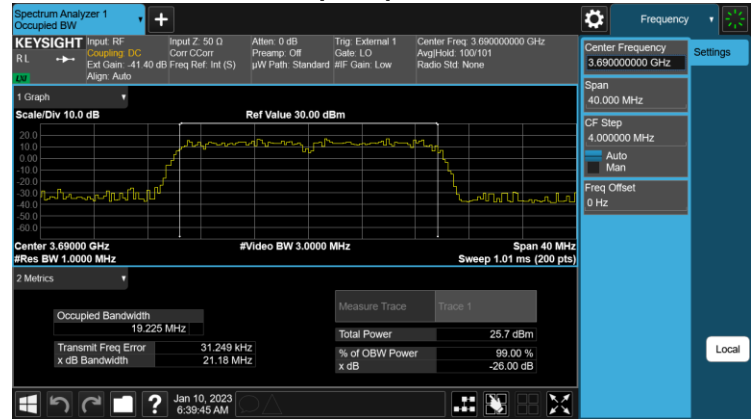 Spectrum Analyzer 1
Occupied BW
Frequency
KEYSIGHT
RL
LXI
Input: RF
Coupling: DC
Ext Gain: -41.40 dB
Align: Auto
Input Z: 50 Ω
Corr CCorr
Freq Ref: Int (S)
Atten: 0 dB
Preamp: Off
µW Path: Standard
Trig: External 1
Gate: LO
#IF Gain: Low
Center Freq: 3.690000000 GHz
Avg|Hold: 100/101
Radio Std: None
1 Graph
Scale/Div 10.0 dB
Ref Value 30.00 dBm
20.0
10.0
0.00
-10.0
-20.0
-30.0
-40.0
-50.0
-60.0
Center 3.69000 GHz
#Video BW 3.0000 MHz
Span 40 MHz
#Res BW 1.0000 MHz
Sweep 1.01 ms (200 pts)
2 Metrics
Occupied Bandwidth
19.225 MHz
Transmit Freq Error 31.249 kHz
x dB Bandwidth 21.18 MHz
Measure Trace Trace 1
Total Power 25.7 dBm
% of OBW Power 99.00 %
x dB -26.00 dB
Center Frequency
3.690000000 GHz
Settings
Span
40.000 MHz
CF Step
4.000000 MHz
Auto
Man
Freq Offset
0 Hz
Local
?
Jan 10, 2023
6:39:45 AM